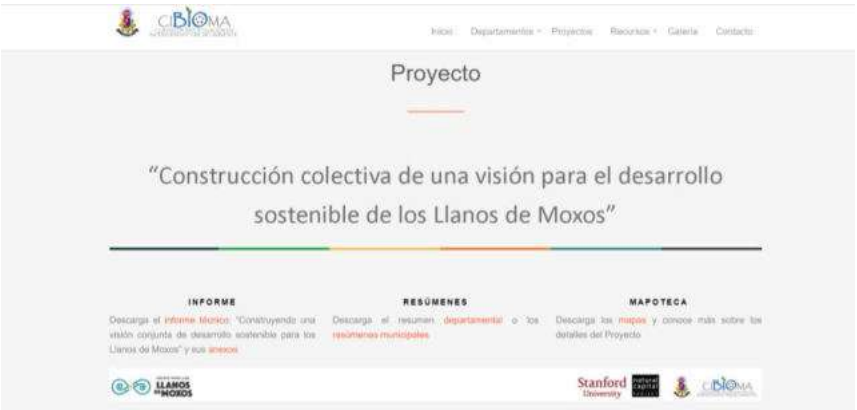 CIBIOMA
Inicio Departamentos Proyectos Recursos Galería Contacto
Proyecto
“Construcción colectiva de una visión para el desarrollo
sostenible de los Llanos de Moxos”
INFORME
Descarga el informe técnico: “Construyendo una
visión conjunta de desarrollo sostenible para los
Llanos de Moxos” y sus anexos
RESÚMENES
Descarga el resumen departamental o los
resúmenes municipales
MAPOTECA
Descarga los mapas y conoce más sobre los
detalles del Proyecto
LLANOS
DE MOXOS
Stanford
University
natural
capital
CIBIOMA